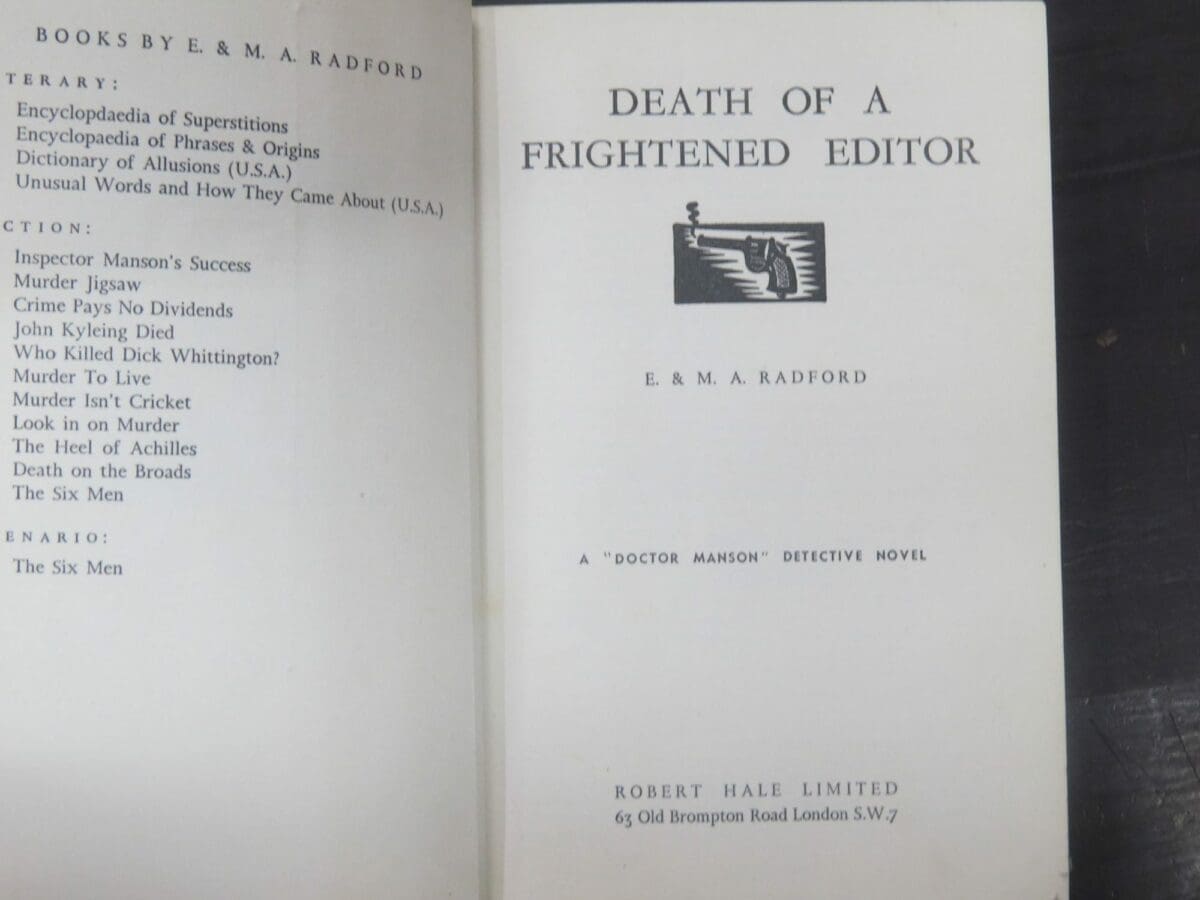 BOOKS BY E. & M. A. RADFORD
TERARY:
Encyclopdaedia of Superstitions
Encyclopaedia of Phrases & Origins
Dictionary of Allusions (U.S.A.)
Unusual Words and How They Came About (U.S.A.)
CTION:
Inspector Manson's Success
Murder Jigsaw
Crime Pays No Dividends
John Kyleing Died
Who Killed Dick Whittington?
Murder To Live
Murder Isn't Cricket
Look in on Murder
The Heel of Achilles
Death on the Broads
The Six Men
ENARIO:
The Six Men
DEATH OF A
FRIGHTENED EDITOR
E. & M. A. RADFORD
A "DOCTOR MANSON" DETECTIVE NOVEL
ROBERT HALE LIMITED
63 Old Brompton Road London S.W.7